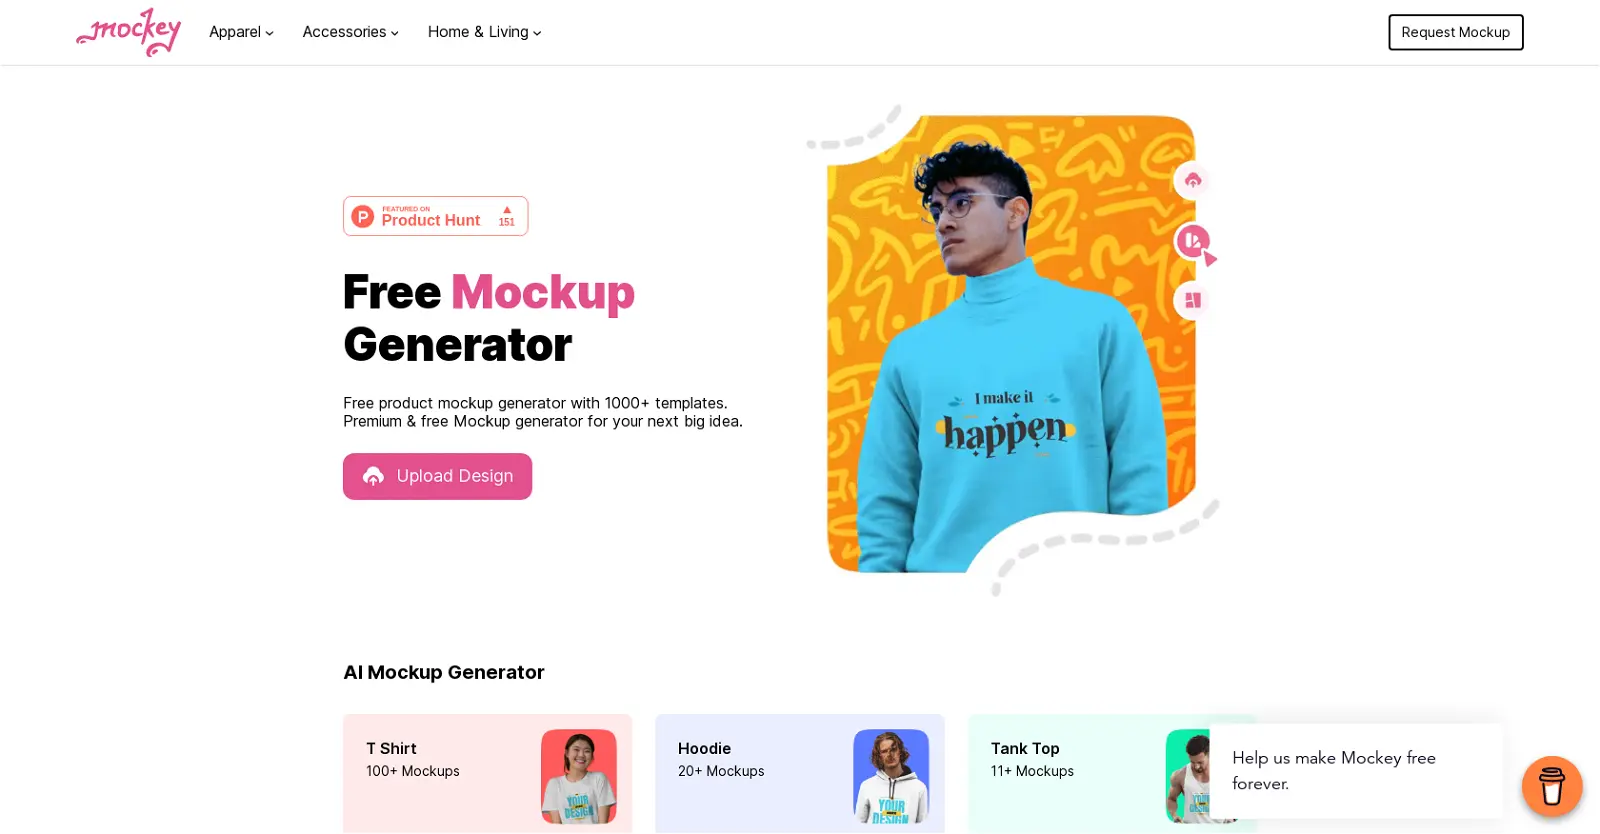 mockey
Apparel
Accessories
Home & Living
Request Mockup
FEATURED ON
Product Hunt
151
Free Mockup
Generator
Free product mockup generator with 1000+ templates.
Premium & free Mockup generator for your next big idea.
Upload Design
I make it
happen
AI Mockup Generator
T Shirt
100+ Mockups
YOUR
DESIGN
Hoodie
20+ Mockups
YOUR
DESIGN
Tank Top
11+ Mockups
YOUR
Help us make Mockey free
forever.